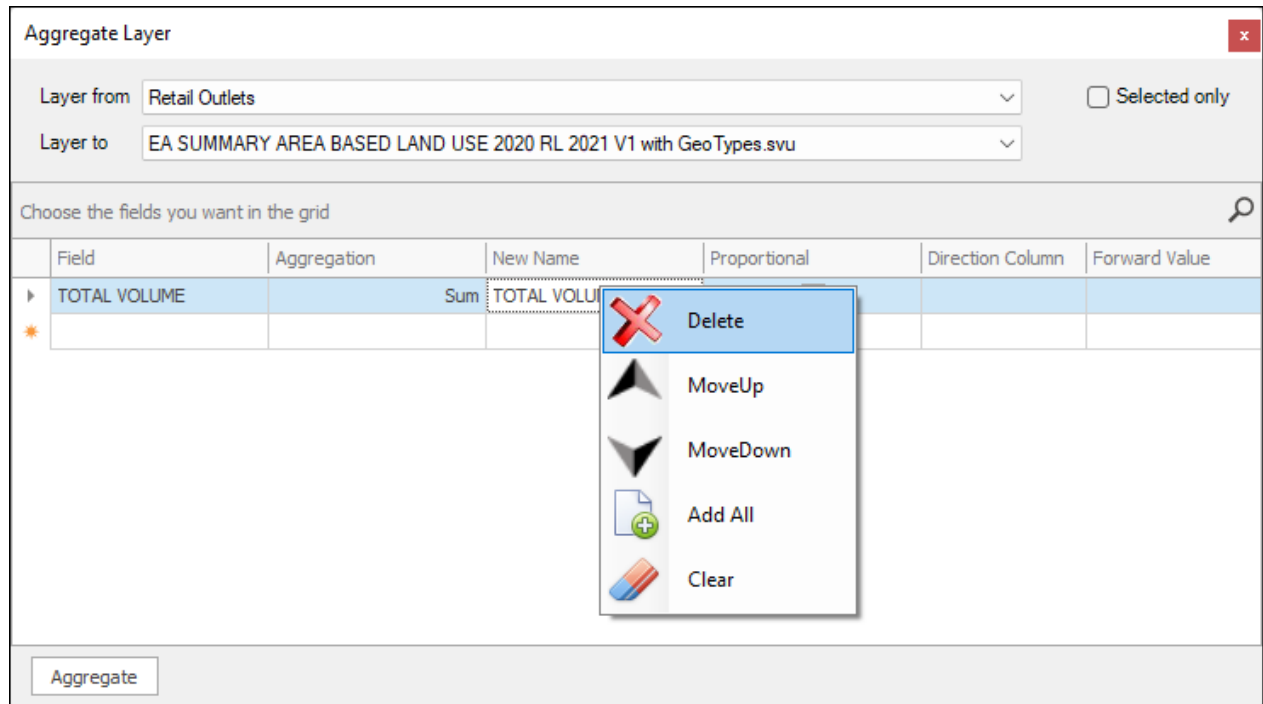 Aggregate Layer
x
Layer from Retail Outlets Selected only
Layer to EA SUMMARY AREA BASED LAND USE 2020 RL 2021 V1 with GeoTypes.svu
Choose the fields you want in the grid
Field Aggregation New Name Proportional Direction Column Forward Value
TOTAL VOLUME Sum TOTAL
Delete
MoveUp
MoveDown
Add All
Clear
Aggregate